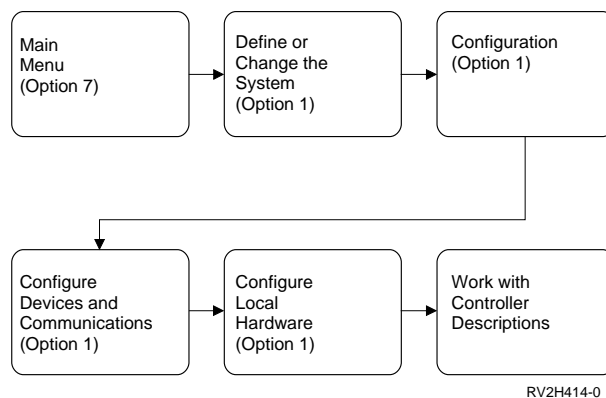 Main
Menu
(Option 7)
Define or
Change the
System
(Option 1)
Configuration
(Option 1)
Configure
Devices and
Communications
(Option 1)
Configure
Local
Hardware
(Option 1)
Work with
Controller
Descriptions
RV2H414-0